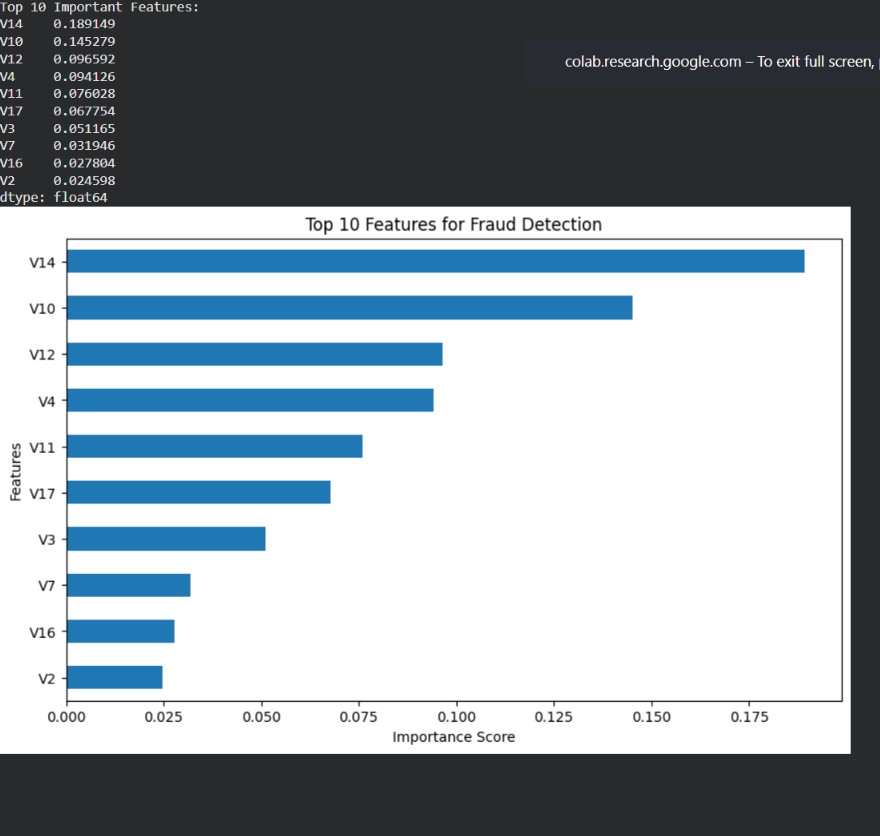 Top 10 Important Features:
V14 0.189149
V10 0.145279
V12 0.096592
V4 0.094126
V11 0.076028
V17 0.067754
V3 0.051165
V7 0.031946
V16 0.027804
V2 0.024598
dtype: float64
colab.research.google.com – To exit full screen,
Top 10 Features for Fraud Detection
Features
V14
V10
V12
V4
V11
V17
V3
V7
V16
V2
0.000 0.025 0.050 0.075 0.100 0.125 0.150 0.175
Importance Score